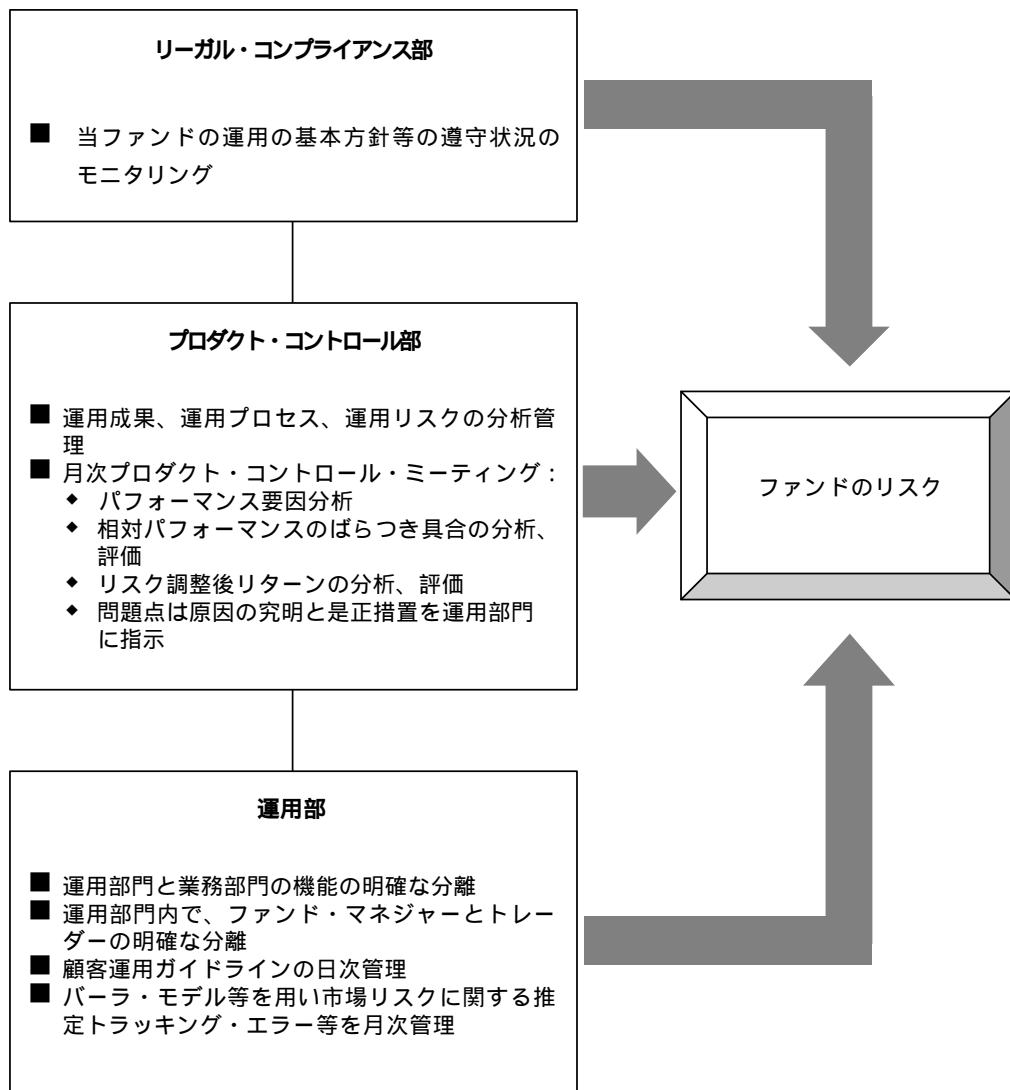 リーガル・コンプライアンス部
■ 当ファンドの運用の基本方針等の遵守状況の
モニタリング
プロダクト・コントロール部
■ 運用成果、運用プロセス、運用リスクの分析管
理
■ 月次プロダクト・コントロール・ミーティング：
◆ パフォーマンス要因分析
◆ 相対パフォーマンスのばらつき具合の分析、
評価
◆ リスク調整後リターンの分析、評価
◆ 問題点は原因の究明と是正措置を運用部門
に指示
ファンドのリスク
運用部
■ 運用部門と業務部門の機能の明確な分離
■ 運用部門内で、ファンド・マネジャーとトレー
ダーの明確な分離
■ 顧客運用ガイドラインの日次管理
■ バーラ・モデル等を用い市場リスクに関する推
定トラッキング・エラー等を月次管理